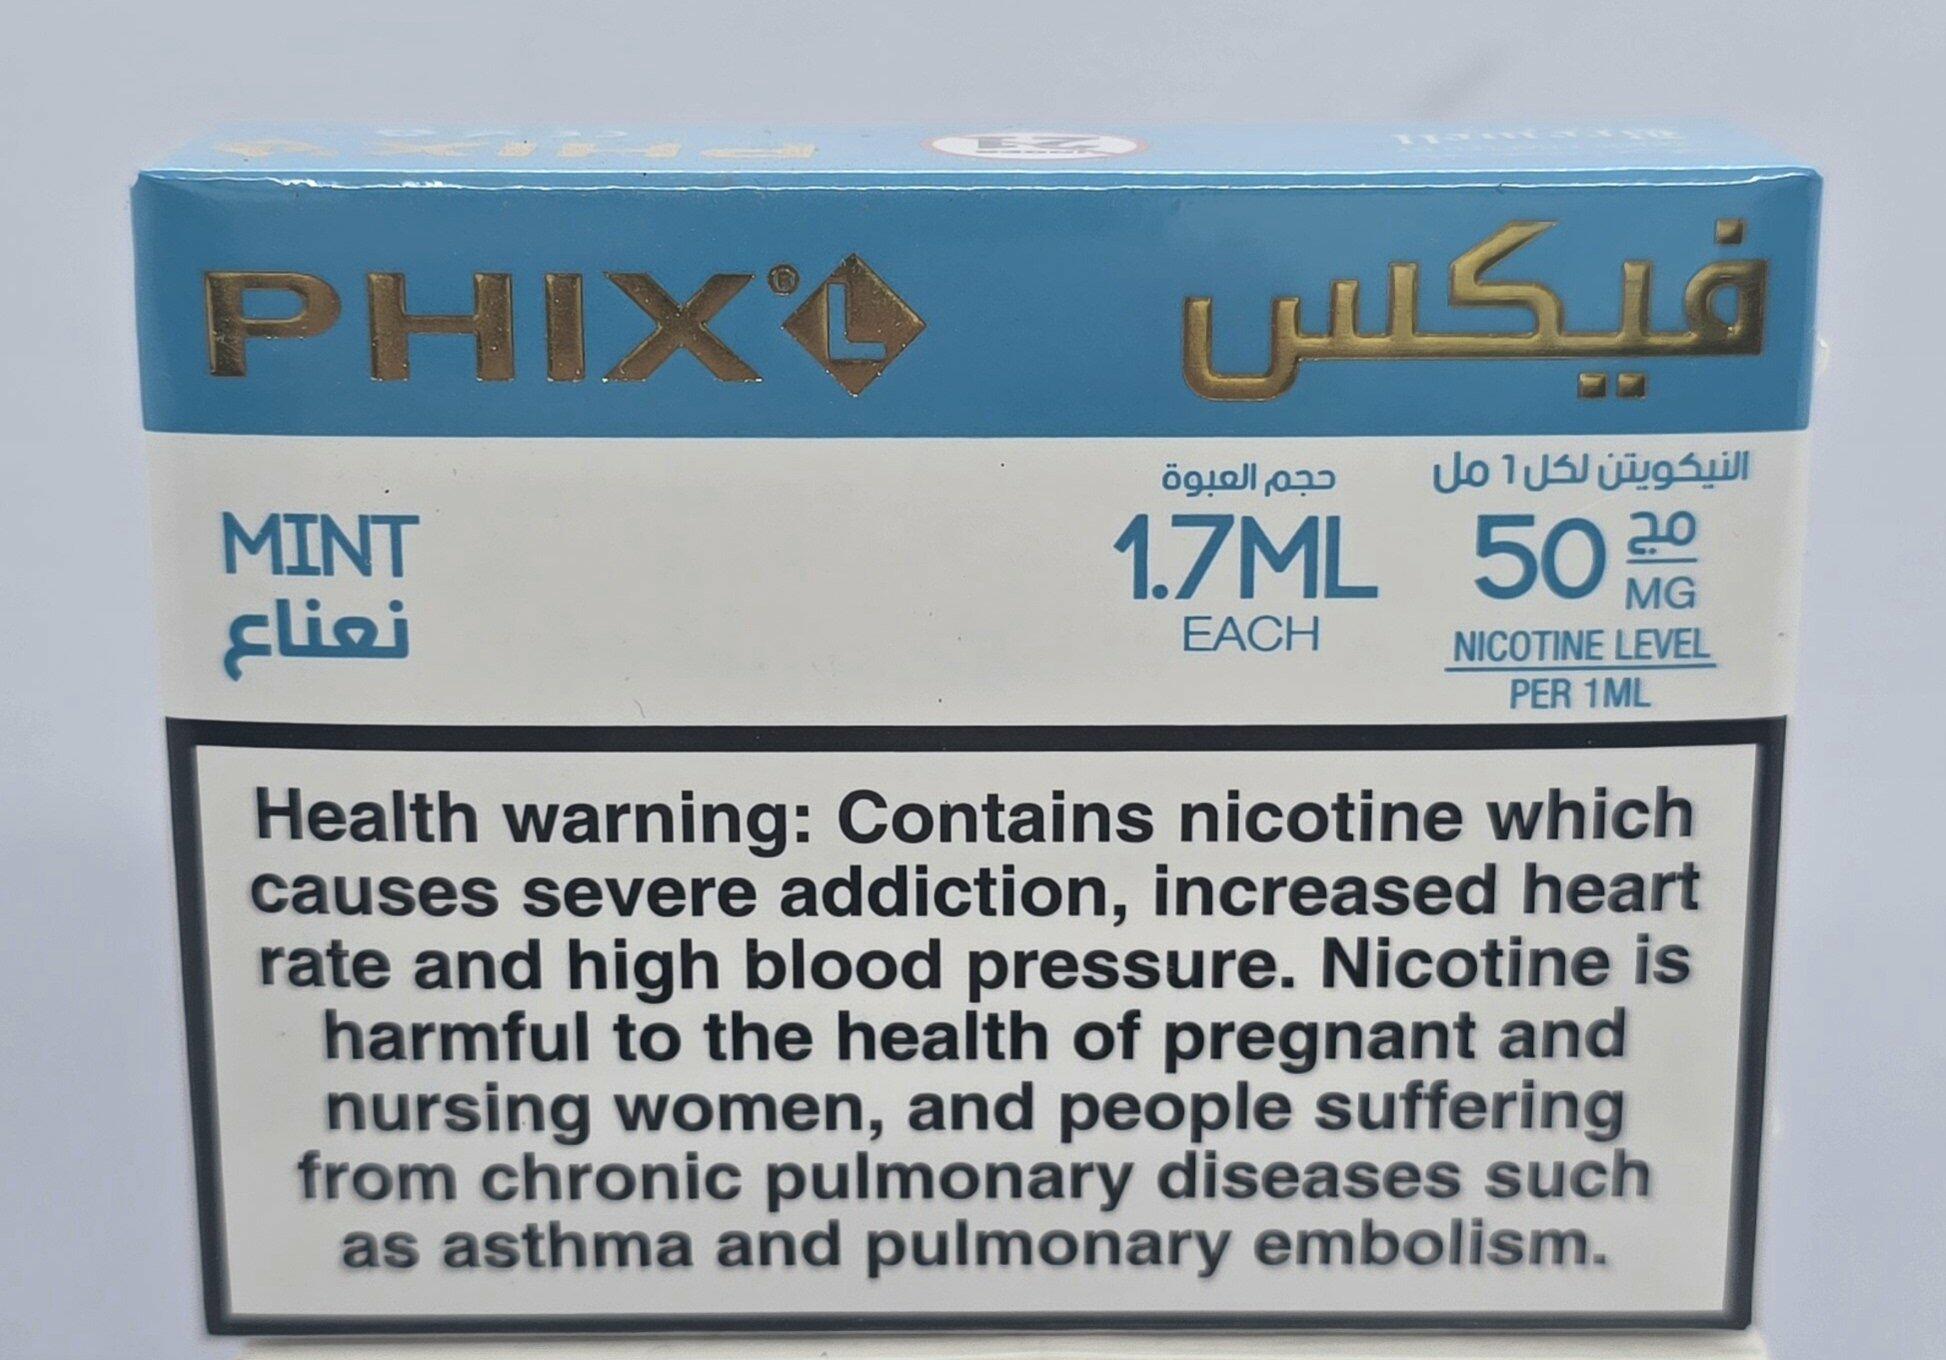 PHIX® L
فيكس
MINT
نعناع
حجم العبوة
1.7ML
EACH
النيكويتن لكل 1 مل
50 مج
MG
NICOTINE LEVEL
PER 1ML
Health warning: Contains nicotine which
causes severe addiction, increased heart
rate and high blood pressure. Nicotine is
harmful to the health of pregnant and
nursing women, and people suffering
from chronic pulmonary diseases such
as asthma and pulmonary embolism.